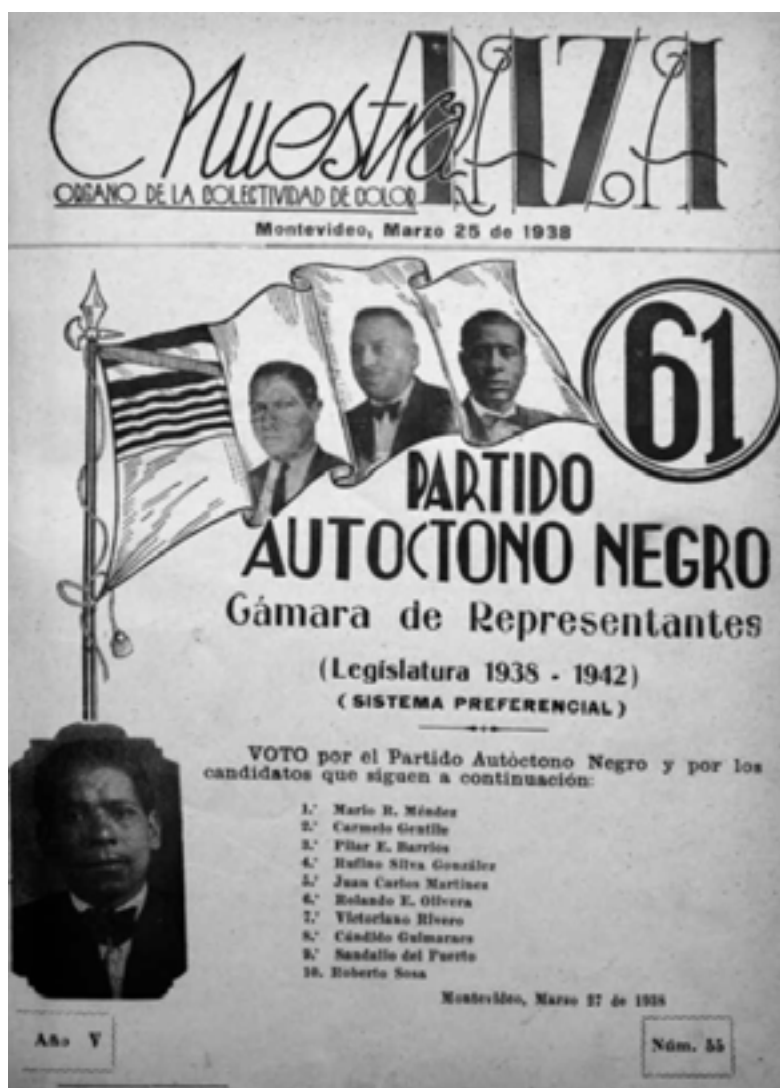 Nuestra RAZA
ORGANO DE LA COLECTIVIDAD DE COLOR
Montevideo, Marzo 25 de 1938
61
PARTIDO
AUTOCTONO NEGRO
Cámara de Representantes
(Legislatura 1938 - 1942)
(SISTEMA PREFERENCIAL)
VOTO por el Partido Autòctono Negro y por los
candidatos que siguen a continuación:
1.° Mario R. Méndez
2.° Carmelo Gentile
3.° Pilar E. Barrios
4.° Rufino Silva González
5.° Juan Carlos Martínez
6.° Rolando E. Olivera
7.° Victoriano Rivero
8.° Cándido Guimaraes
9.° Sandalio del Puerto
10. Roberto Sosa
Montevideo, Marzo 27 de 1938
Año V
Núm. 55